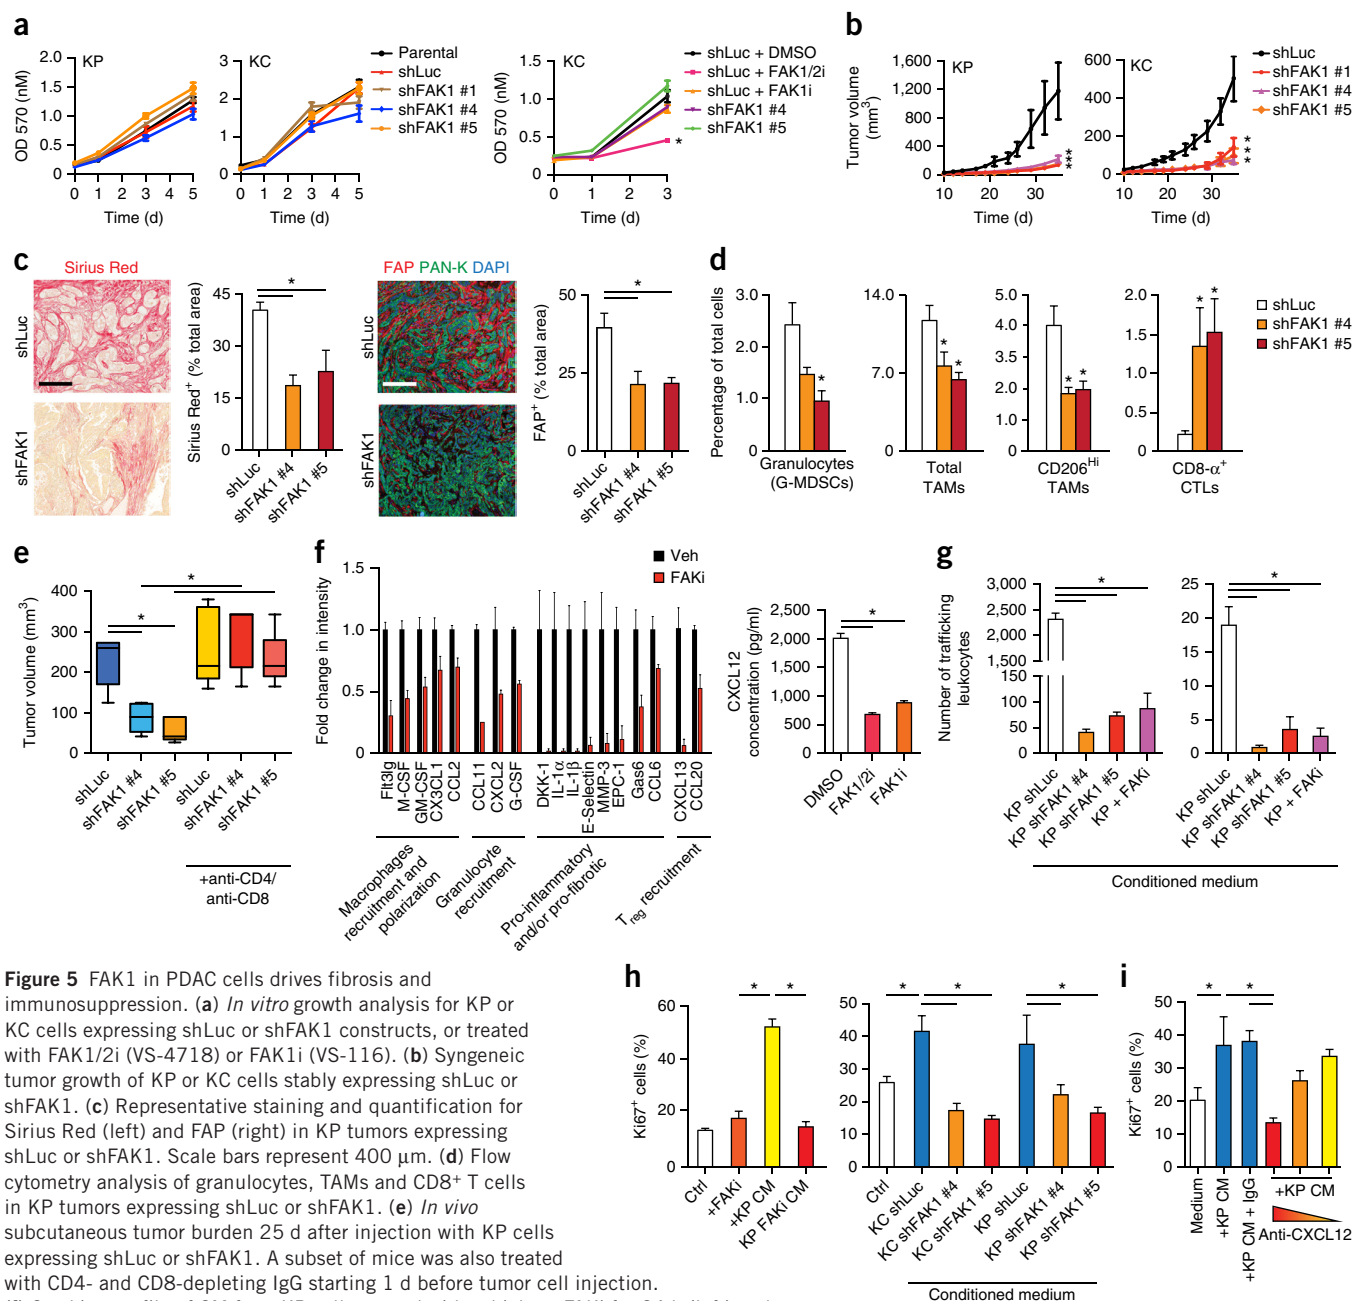 a
KP
OD 570 (nM)
2.0
1.5
1.0
0.5
0
0 1 2 3 4 5
Time (d)
KC
OD 570 (nM)
3
2
1
0
0 1 2 3 4 5
Time (d)
Parental
shLuc
shFAK1 #1
shFAK1 #4
shFAK1 #5
KC
OD 570 (nM)
1.5
1.0
0.5
0
0 1 2 3
Time (d)
*
shLuc + DMSO
shLuc + FAK1/2i
shLuc + FAK1i
shFAK1 #4
shFAK1 #5
b
KP
Tumor volume (mm³)
1,600
1,200
800
400
0
10 20 30
Time (d)
* * *
KC
600
400
200
0
10 20 30
Time (d)
* * *
shLuc
shFAK1 #1
shFAK1 #4
shFAK1 #5
c
Sirius Red
shLuc
shFAK1
Sirius Red⁺ (% total area)
45
30
15
0
*
shLuc
shFAK1 #4
shFAK1 #5
FAP PAN-K DAPI
shLuc
shFAK1
FAP⁺ (% total area)
50
25
0
*
shLuc
shFAK1 #4
shFAK1 #5
d
Percentage of total cells
3.0
2.0
1.0
0
*
Granulocytes
(G-MDSCs)
14.0
7.0
0
* *
Total
TAMs
5.0
3.5
2.0
1.0
0
* *
CD206ᴴⁱ
TAMs
2.0
1.5
1.0
0.5
0
* *
CD8-α⁺
CTLs
shLuc
shFAK1 #4
shFAK1 #5
e
Tumor volume (mm³)
400
300
200
100
0
* *
shLuc
shFAK1 #4
shFAK1 #5
shLuc
shFAK1 #4
shFAK1 #5
+anti-CD4/
anti-CD8
f
Veh
FAKi
Fold change in intensity
1.5
1.0
0.5
0
Flt3lg
M-CSF
GM-CSF
CX3CL1
CCL2
CCL11
CXCL2
G-CSF
DKK-1
IL-1α
IL-1β
E-Selectin
MMP-3
EPC-1
Gas6
CCL6
CXCL13
CCL20
Macrophages
recruitment and
polarization
Granulocyte
recruitment
Pro-inflammatory
and/or pro-fibrotic
Treg recruitment
CXCL12
concentration (pg/ml)
2,500
2,000
1,500
1,000
500
0
*
DMSO
FAK1/2i
FAK1i
g
Number of trafficking
leukocytes
3,000
2,500
2,000
1,500
150
100
50
0
*
KP shLuc
KP shFAK1 #4
KP shFAK1 #5
KP + FAKi
25
20
15
10
5
0
*
KP shLuc
KP shFAK1 #4
KP shFAK1 #5
KP + FAKi
Conditioned medium
Figure 5 FAK1 in PDAC cells drives fibrosis and
immunosuppression. (a) In vitro growth analysis for KP or
KC cells expressing shLuc or shFAK1 constructs, or treated
with FAK1/2i (VS-4718) or FAK1i (VS-116). (b) Syngeneic
tumor growth of KP or KC cells stably expressing shLuc or
shFAK1. (c) Representative staining and quantification for
Sirius Red (left) and FAP (right) in KP tumors expressing
shLuc or shFAK1. Scale bars represent 400 μm. (d) Flow
cytometry analysis of granulocytes, TAMs and CD8⁺ T cells
in KP tumors expressing shLuc or shFAK1. (e) In vivo
subcutaneous tumor burden 25 d after injection with KP cells
expressing shLuc or shFAK1. A subset of mice was also treated
with CD4- and CD8-depleting IgG starting 1 d before tumor cell injection.
h
Ki67⁺ cells (%)
60
40
20
0
* *
Ctrl
+FAKi
+KP CM
KP FAKi CM
50
40
30
20
10
0
* * *
Ctrl
KC shLuc
KC shFAK1 #4
KC shFAK1 #5
KP shLuc
KP shFAK1 #4
KP shFAK1 #5
Conditioned medium
i
Ki67⁺ cells (%)
50
40
30
20
10
0
* *
Medium
+KP CM
+KP CM + IgG
+KP CM
Anti-CXCL12